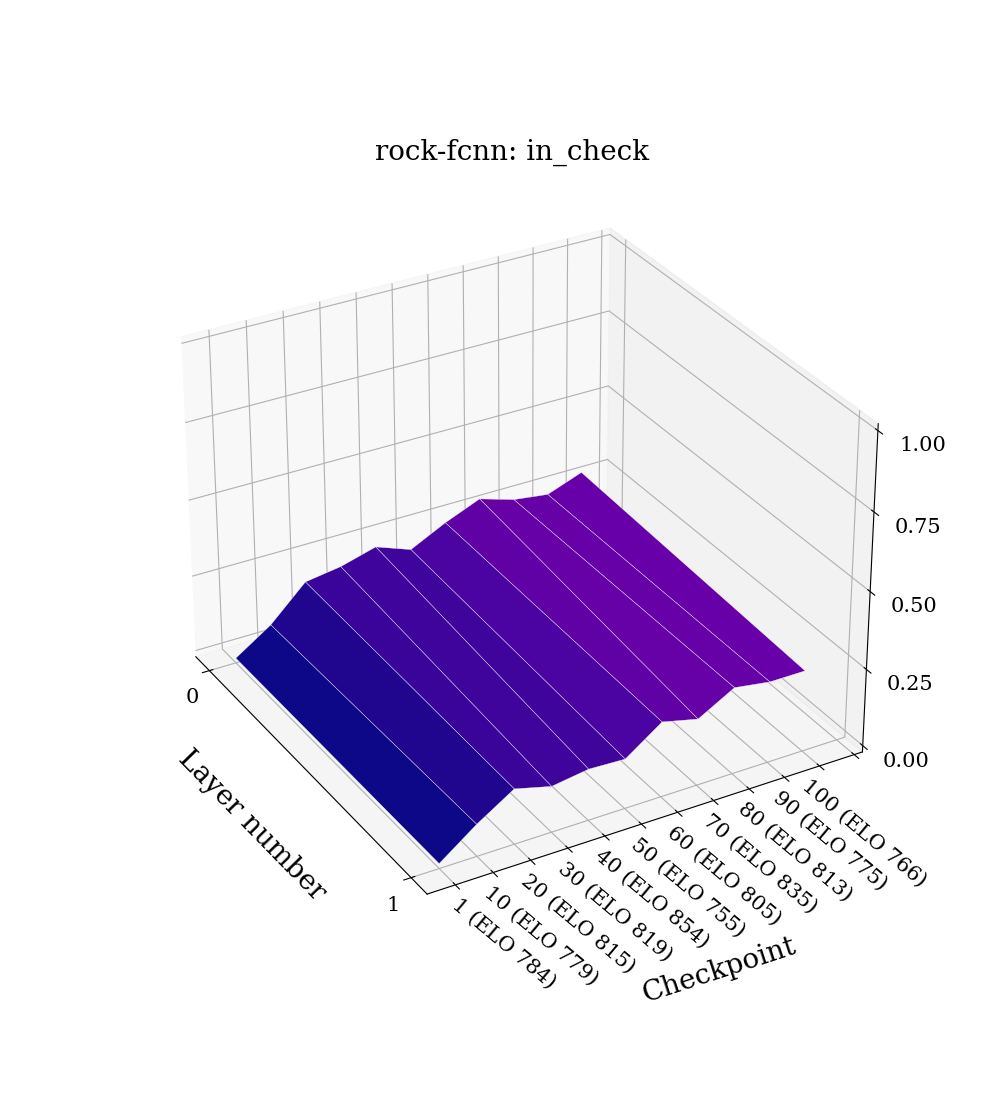 rock-fcnn: in_check
1.00
0.75
0.50
0.25
0.00
0
1
Layer number
1 (ELO 784)
10 (ELO 779)
20 (ELO 815)
30 (ELO 819)
40 (ELO 854)
50 (ELO 755)
60 (ELO 805)
70 (ELO 835)
80 (ELO 813)
90 (ELO 775)
100 (ELO 766)
Checkpoint